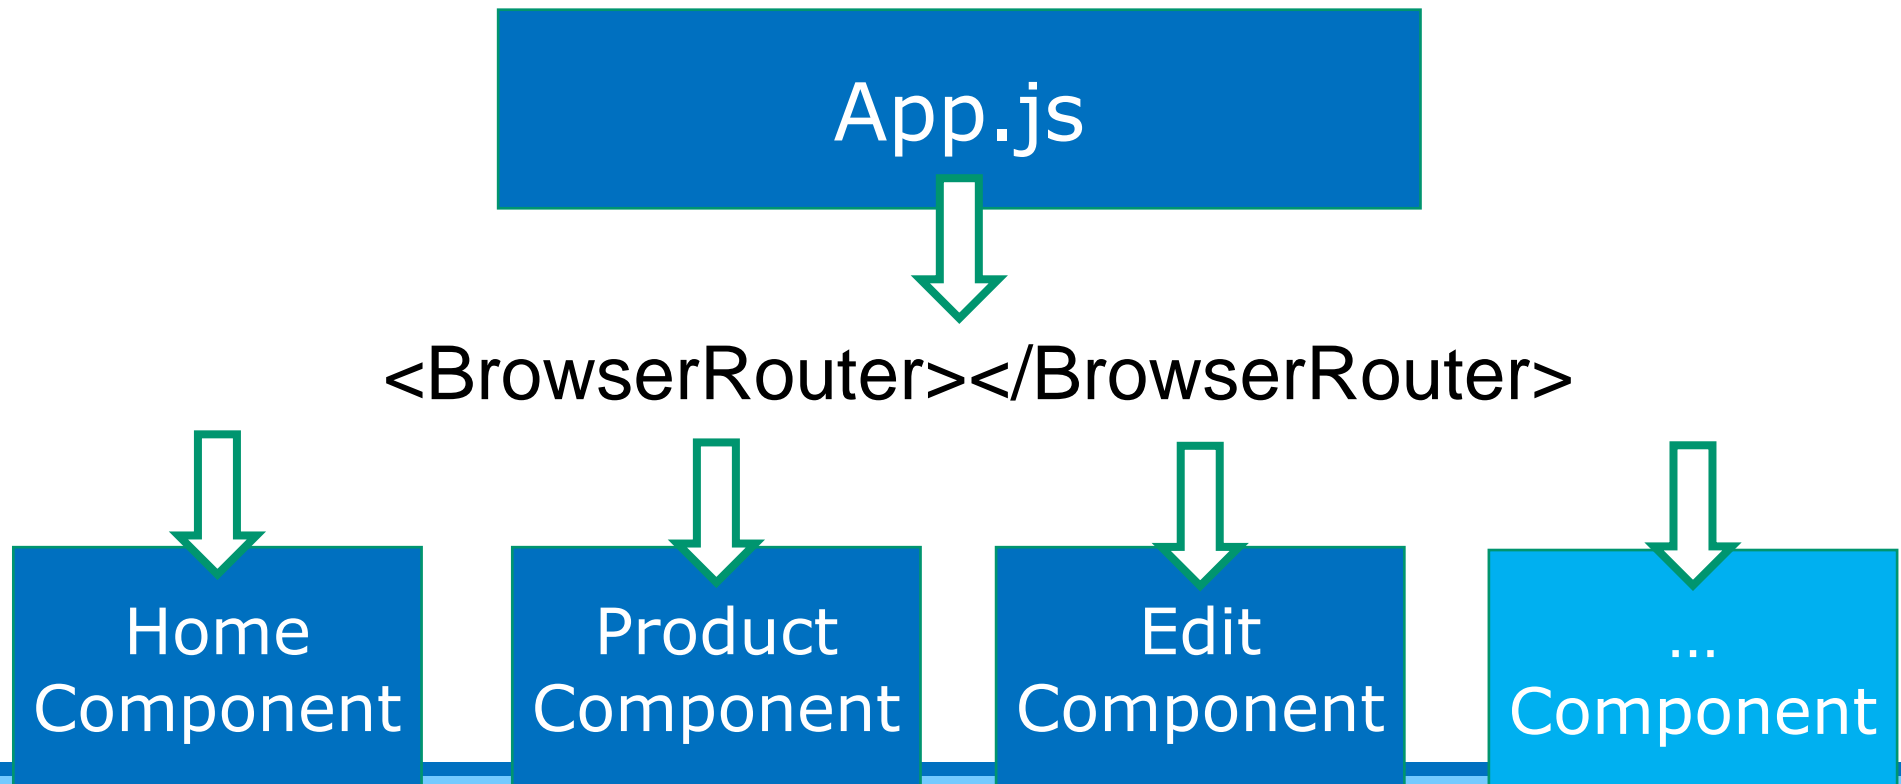 App.js
<BrowserRouter></BrowserRouter>
Home
Component
Product
Component
Edit
Component
...
Component